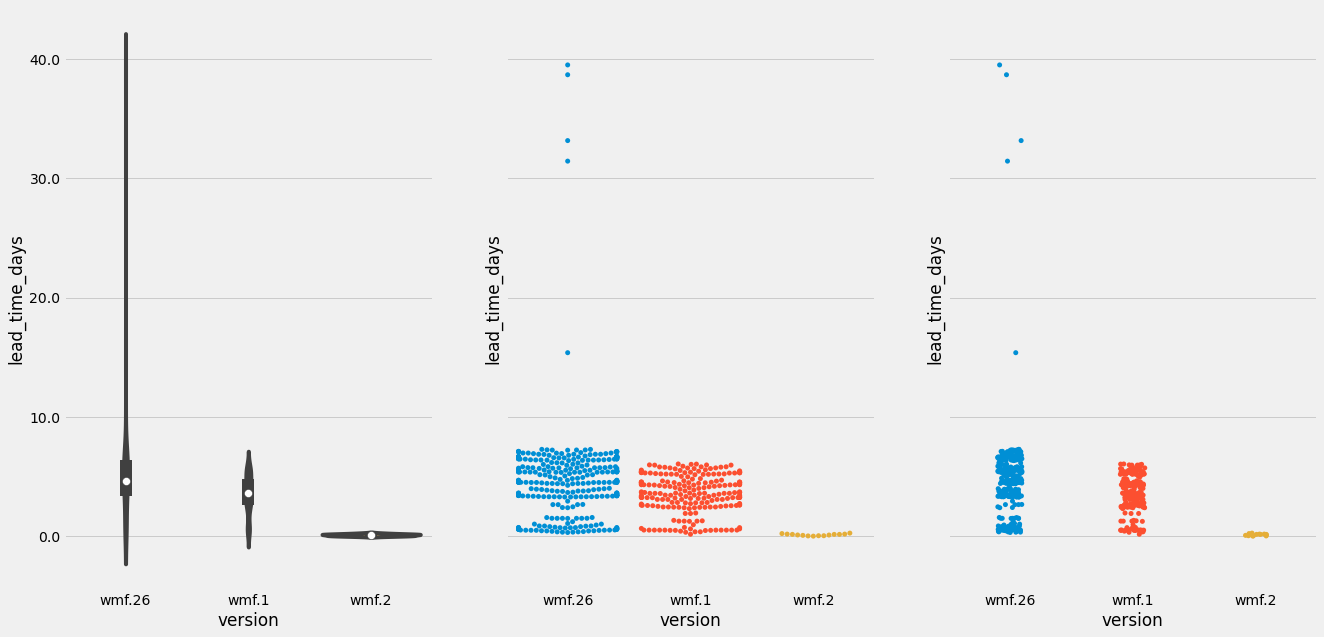 lead_time_days
40.0
30.0
20.0
10.0
0.0
wmf.26 wmf.1 wmf.2
version
lead_time_days
wmf.26 wmf.1 wmf.2
version
lead_time_days
wmf.26 wmf.1 wmf.2
version